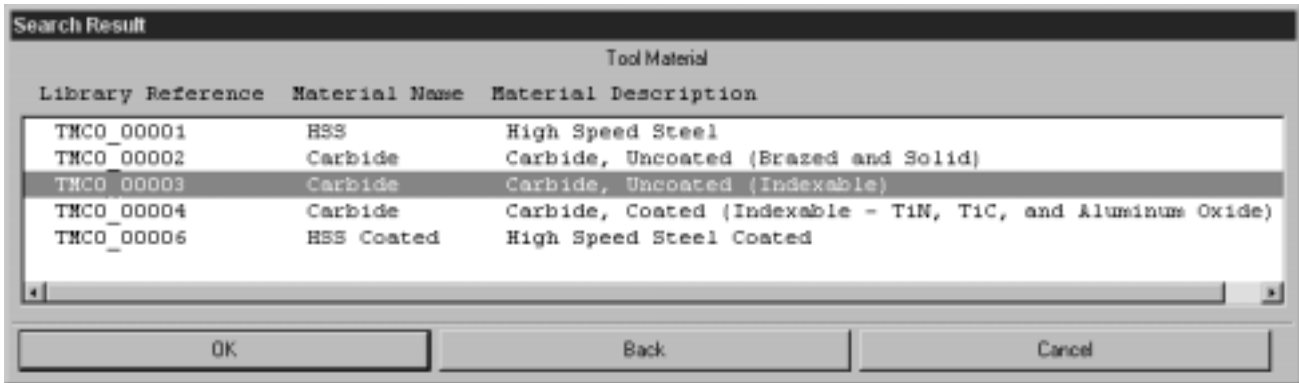 Search Result
Tool Material
Library Reference Material Name Material Description
TMC0_00001 HSS High Speed Steel
TMC0_00002 Carbide Carbide, Uncoated (Brazed and Solid)
TMC0_00003 Carbide Carbide, Uncoated (Indexable)
TMC0_00004 Carbide Carbide, Coated (Indexable - TiN, TiC, and Aluminum Oxide)
TMC0_00006 HSS Coated High Speed Steel Coated
OK Back Cancel